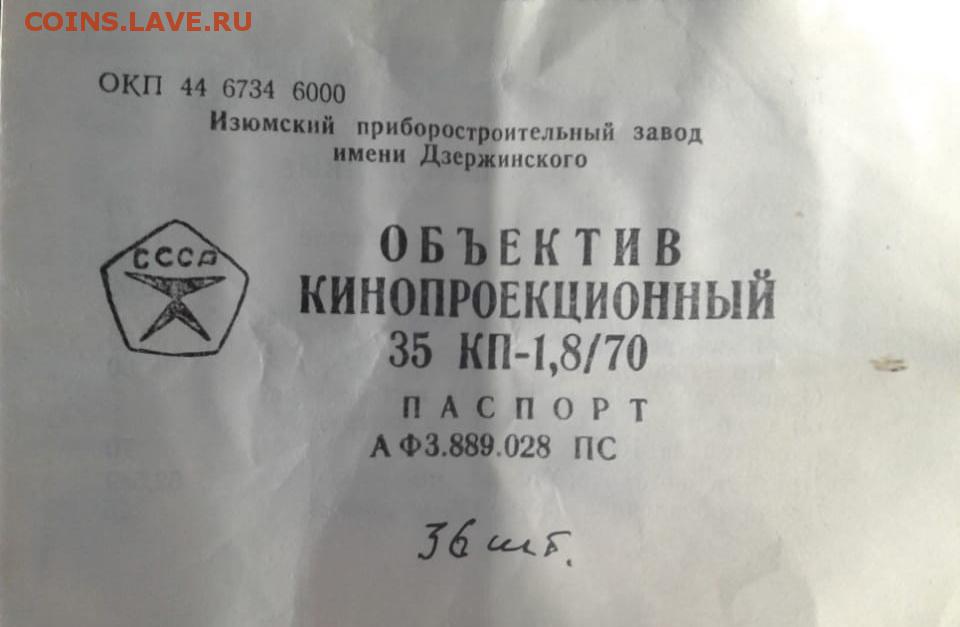 COINS.LAVE.RU
ОКП 44 6734 6000
Изюмский приборостроительный завод
имени Дзержинского
СССР
ОБЪЕКТИВ
КИНОПРОЕКЦИОННЫЙ
35 КП-1,8/70
ПАСПОРТ
АФ3.889.028 ПС
36 шт.